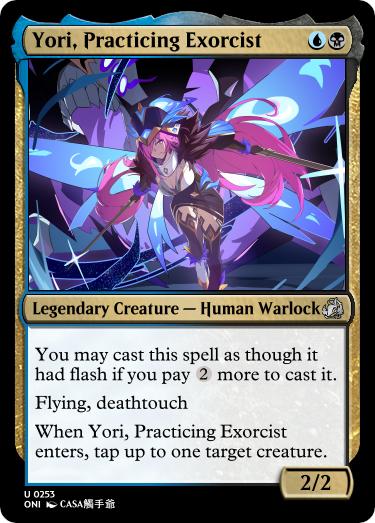 Yori, Practicing Exorcist
Legendary Creature — Human Warlock
You may cast this spell as though it
had flash if you pay 2 more to cast it.
Flying, deathtouch
When Yori, Practicing Exorcist
enters, tap up to one target creature.
2/2
U 0253
ONI CASA觸手爺